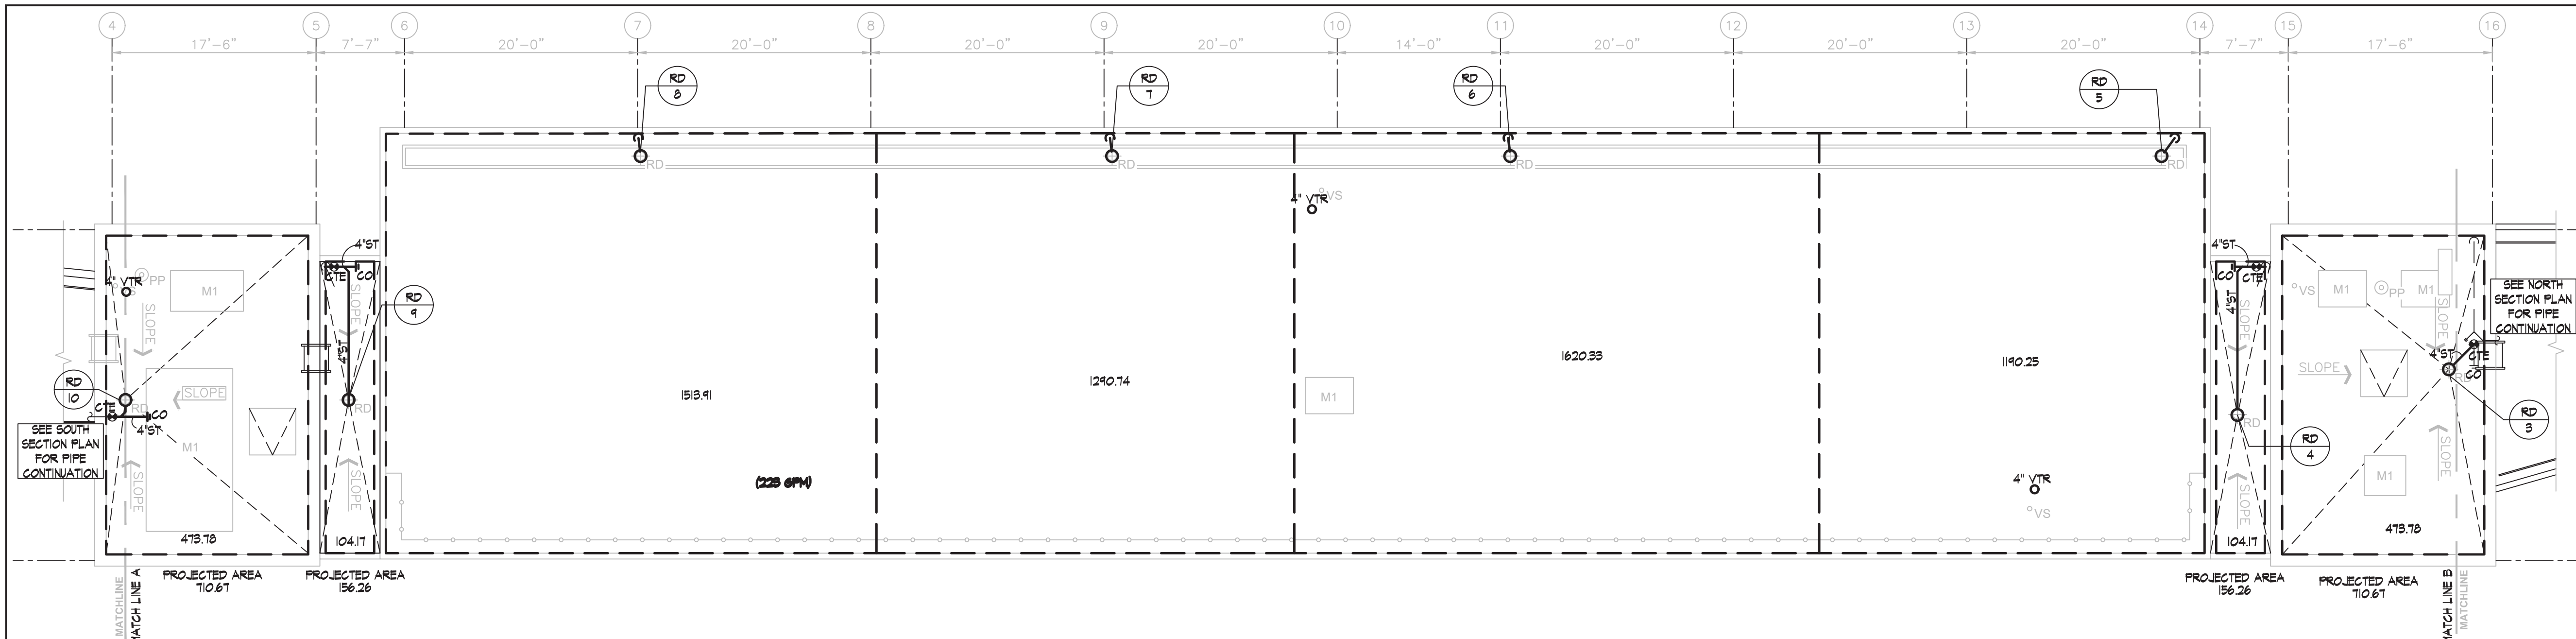 4 5 6 7 8 9 10 11 12 13 14 15 16
17'-6" 7'-7" 20'-0" 20'-0" 20'-0" 20'-0" 14'-0" 20'-0" 20'-0" 20'-0" 7'-7" 17'-6"
RD 8
RD 7
RD 6
RD 5
RD
RD
RD
RD
4" VTR
VS
4"ST
CTE
CO
SLOPE
4"ST
SLOPE
RD
RD 9
4" VTR
PP
M1
SLOPE
SLOPE
M1
SLOPE
RD
RD 10
CTE
CO
4"ST
SEE SOUTH
SECTION PLAN
FOR PIPE
CONTINUATION
473.78
104.17
PROJECTED AREA
710.67
PROJECTED AREA
156.26
MATCHLINE
MATCH LINE A
1513.91
(223 GPM)
1290.74
1620.33
M1
1190.25
4" VTR
VS
4"ST
CO
CTE
4"ST
SLOPE
SLOPE
RD
RD 4
VS
M1
PP
M1
SLOPE
SLOPE
SLOPE
4"ST
CTE
CO
RD
RD 3
M1
SEE NORTH
SECTION PLAN
FOR PIPE
CONTINUATION
104.17
473.78
PROJECTED AREA
156.26
PROJECTED AREA
710.67
MATCH LINE B
MATCHLINE